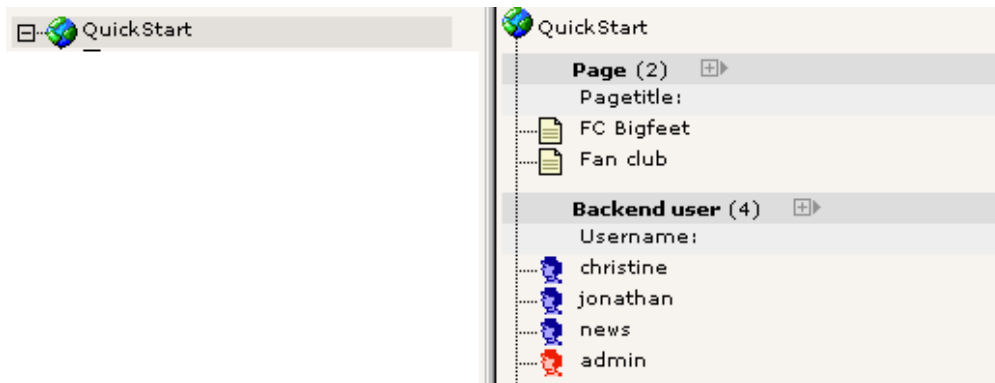 QuickStart
QuickStart
Page (2)
Pagetitle:
FC Bigfeet
Fan club
Backend user (4)
Username:
christine
jonathan
news
admin